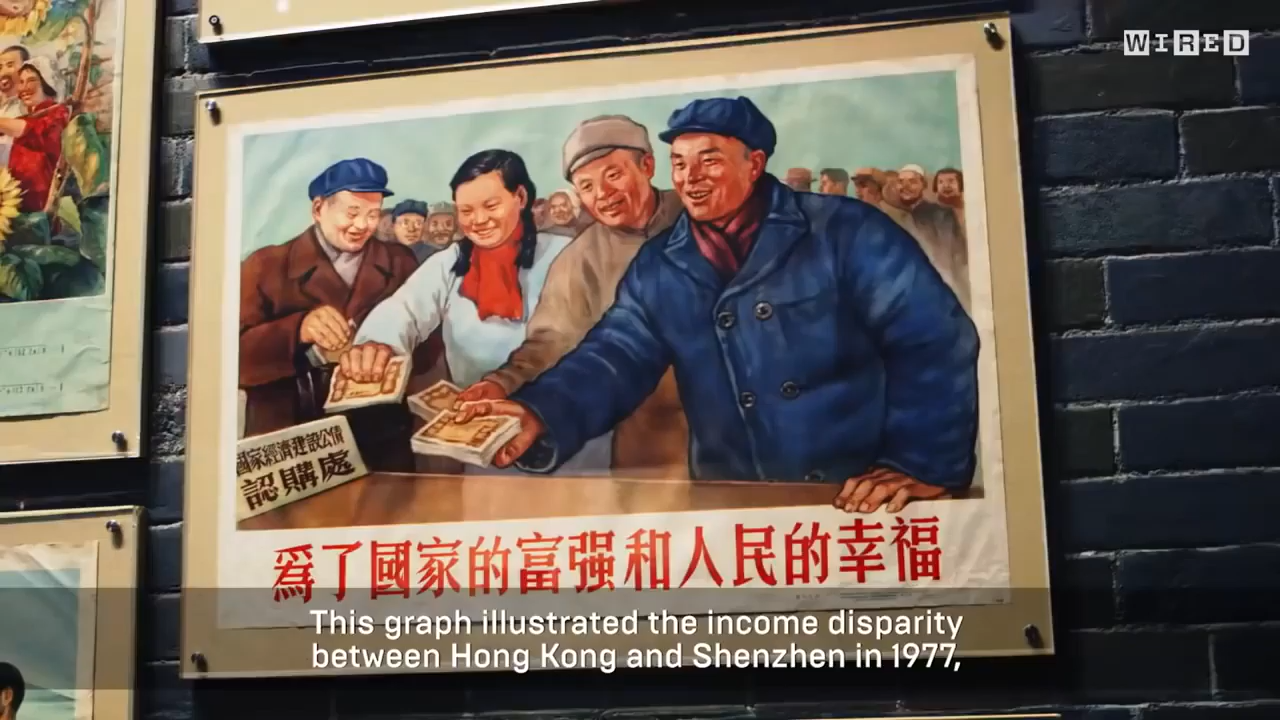 WIRED
國家經濟建設公債
認購處
為了國家的富强和人民的幸福
This graph illustrated the income disparity
between Hong Kong and Shenzhen in 1977,